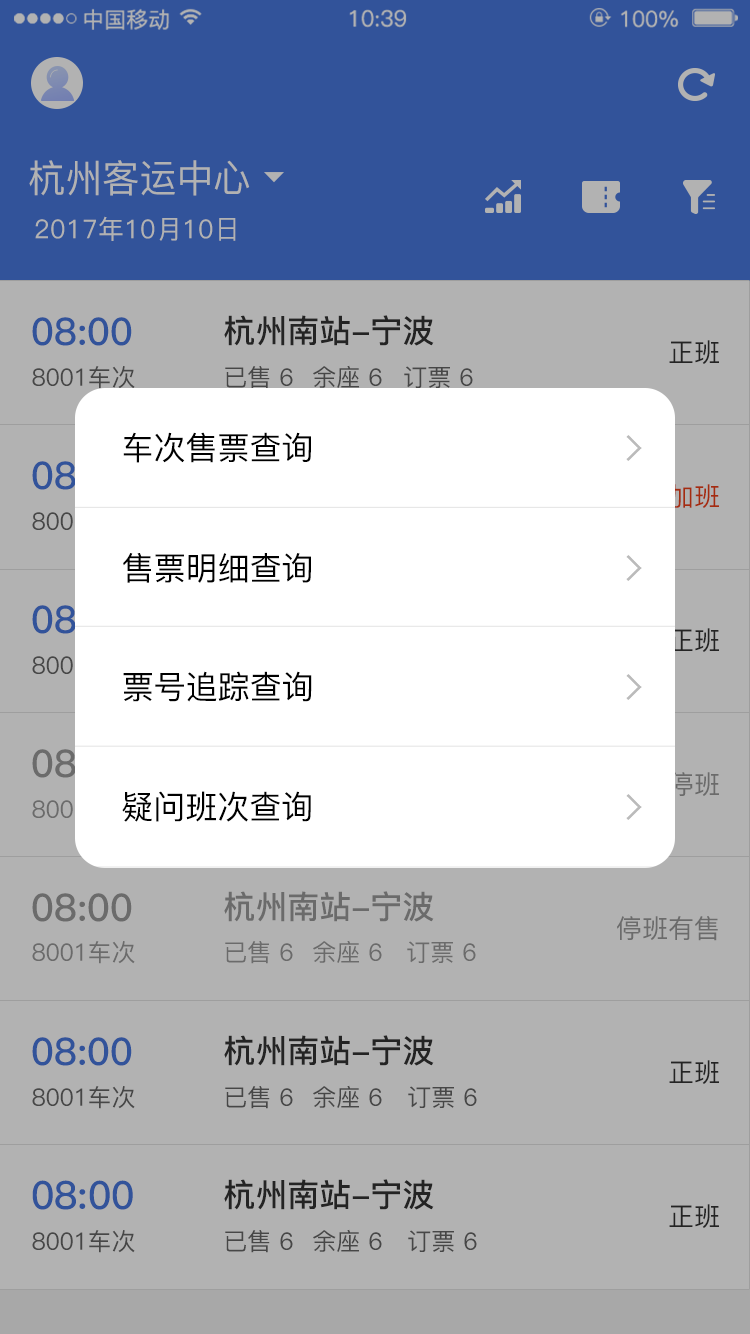 中国移动 10:39 100%
杭州客运中心
2017年10月10日
08:00 杭州南站–宁波 正班
8001车次 已售 6 余座 6 订票 6
车次售票查询
08 加班
800
售票明细查询
08 正班
800
票号追踪查询
08 停班
800
疑问班次查询
08:00 杭州南站–宁波 停班有售
8001车次 已售 6 余座 6 订票 6
08:00 杭州南站–宁波 正班
8001车次 已售 6 余座 6 订票 6
08:00 杭州南站–宁波 正班
8001车次 已售 6 余座 6 订票 6